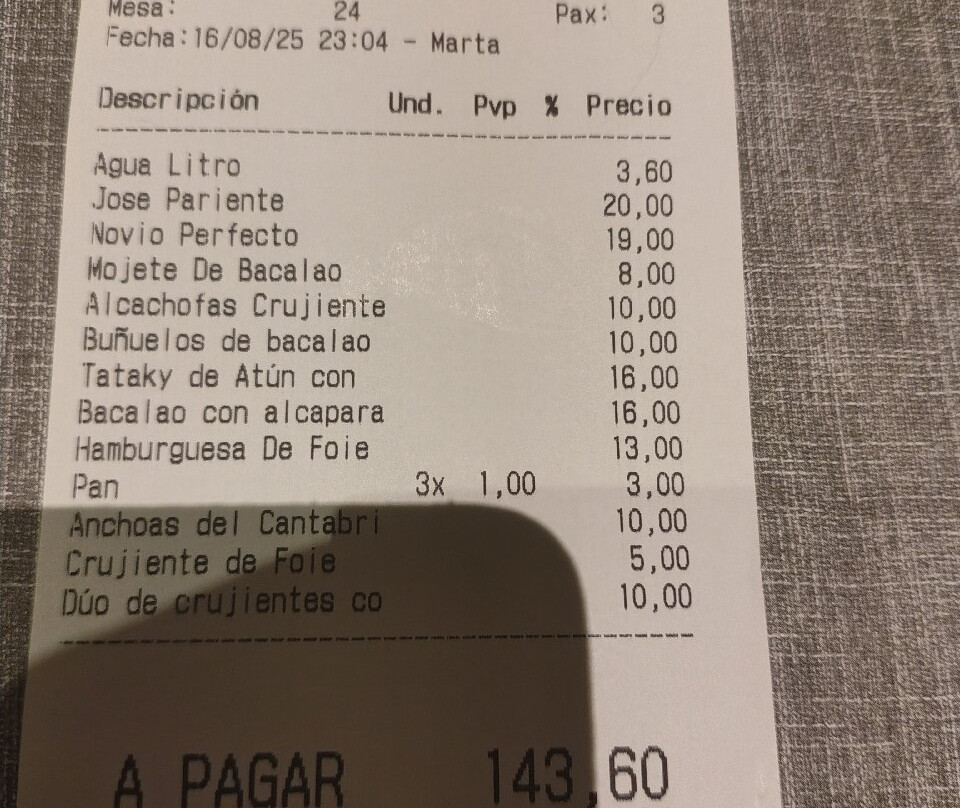 Mesa: 24 Pax: 3
Fecha:16/08/25 23:04 - Marta
Descripción Und. Pvp % Precio
Agua Litro 3,60
Jose Pariente 20,00
Novio Perfecto 19,00
Mojete De Bacalao 8,00
Alcachofas Crujiente 10,00
Buñuelos de bacalao 10,00
Tataky de Atún con 16,00
Bacalao con alcapara 16,00
Hamburguesa De Foie 13,00
Pan 3x 1,00 3,00
Anchoas del Cantabri 10,00
Crujiente de Foie 5,00
Dúo de crujientes co 10,00
A PAGAR 143,60